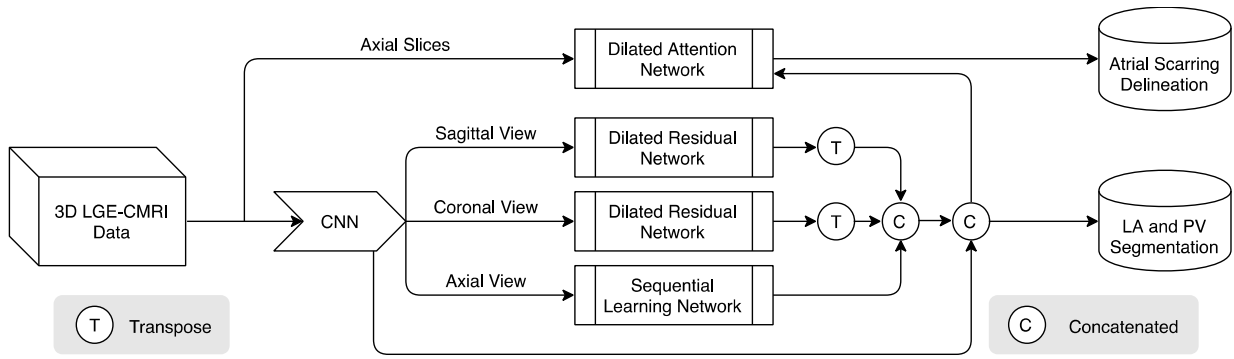 Axial Slices
Dilated Attention
Network
Atrial Scarring
Delineation
Sagittal View
Dilated Residual
Network
T
3D LGE-CMRI
Data
CNN
Coronal View
Dilated Residual
Network
T
C
C
LA and PV
Segmentation
Axial View
Sequential
Learning Network
T
Transpose
C
Concatenated